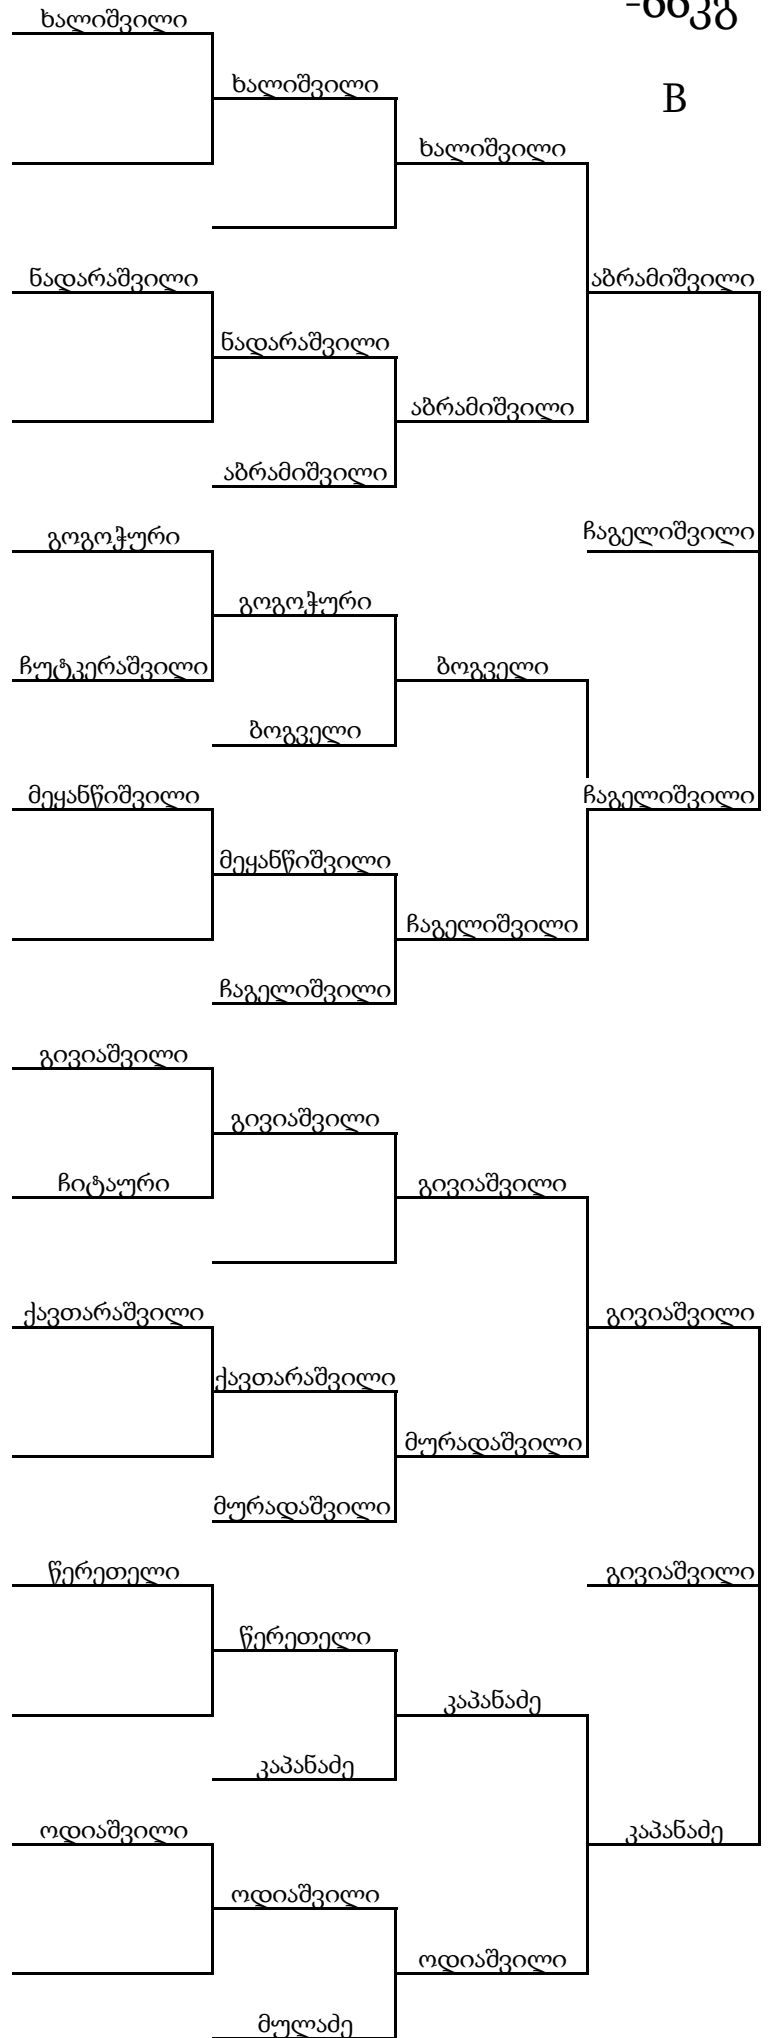 ხალიშვილი
-66კგ
ხალიშვილი
B
ხალიშვილი
ნადარაშვილი
აბრამიშვილი
ნადარაშვილი
აბრამიშვილი
აბრამიშვილი
გოგოჭური
ჩაგელიშვილი
გოგოჭური
ჩუტკერაშვილი
ბოგველი
ბოგველი
მეყანწიშვილი
ჩაგელიშვილი
მეყანწიშვილი
ჩაგელიშვილი
ჩაგელიშვილი
გივიაშვილი
გივიაშვილი
ჩიტაური
გივიაშვილი
ქავთარაშვილი
გივიაშვილი
ქავთარაშვილი
მურადაშვილი
მურადაშვილი
წერეთელი
გივიაშვილი
წერეთელი
კაპანაძე
კაპანაძე
ოდიაშვილი
კაპანაძე
ოდიაშვილი
ოდიაშვილი
მულაძე